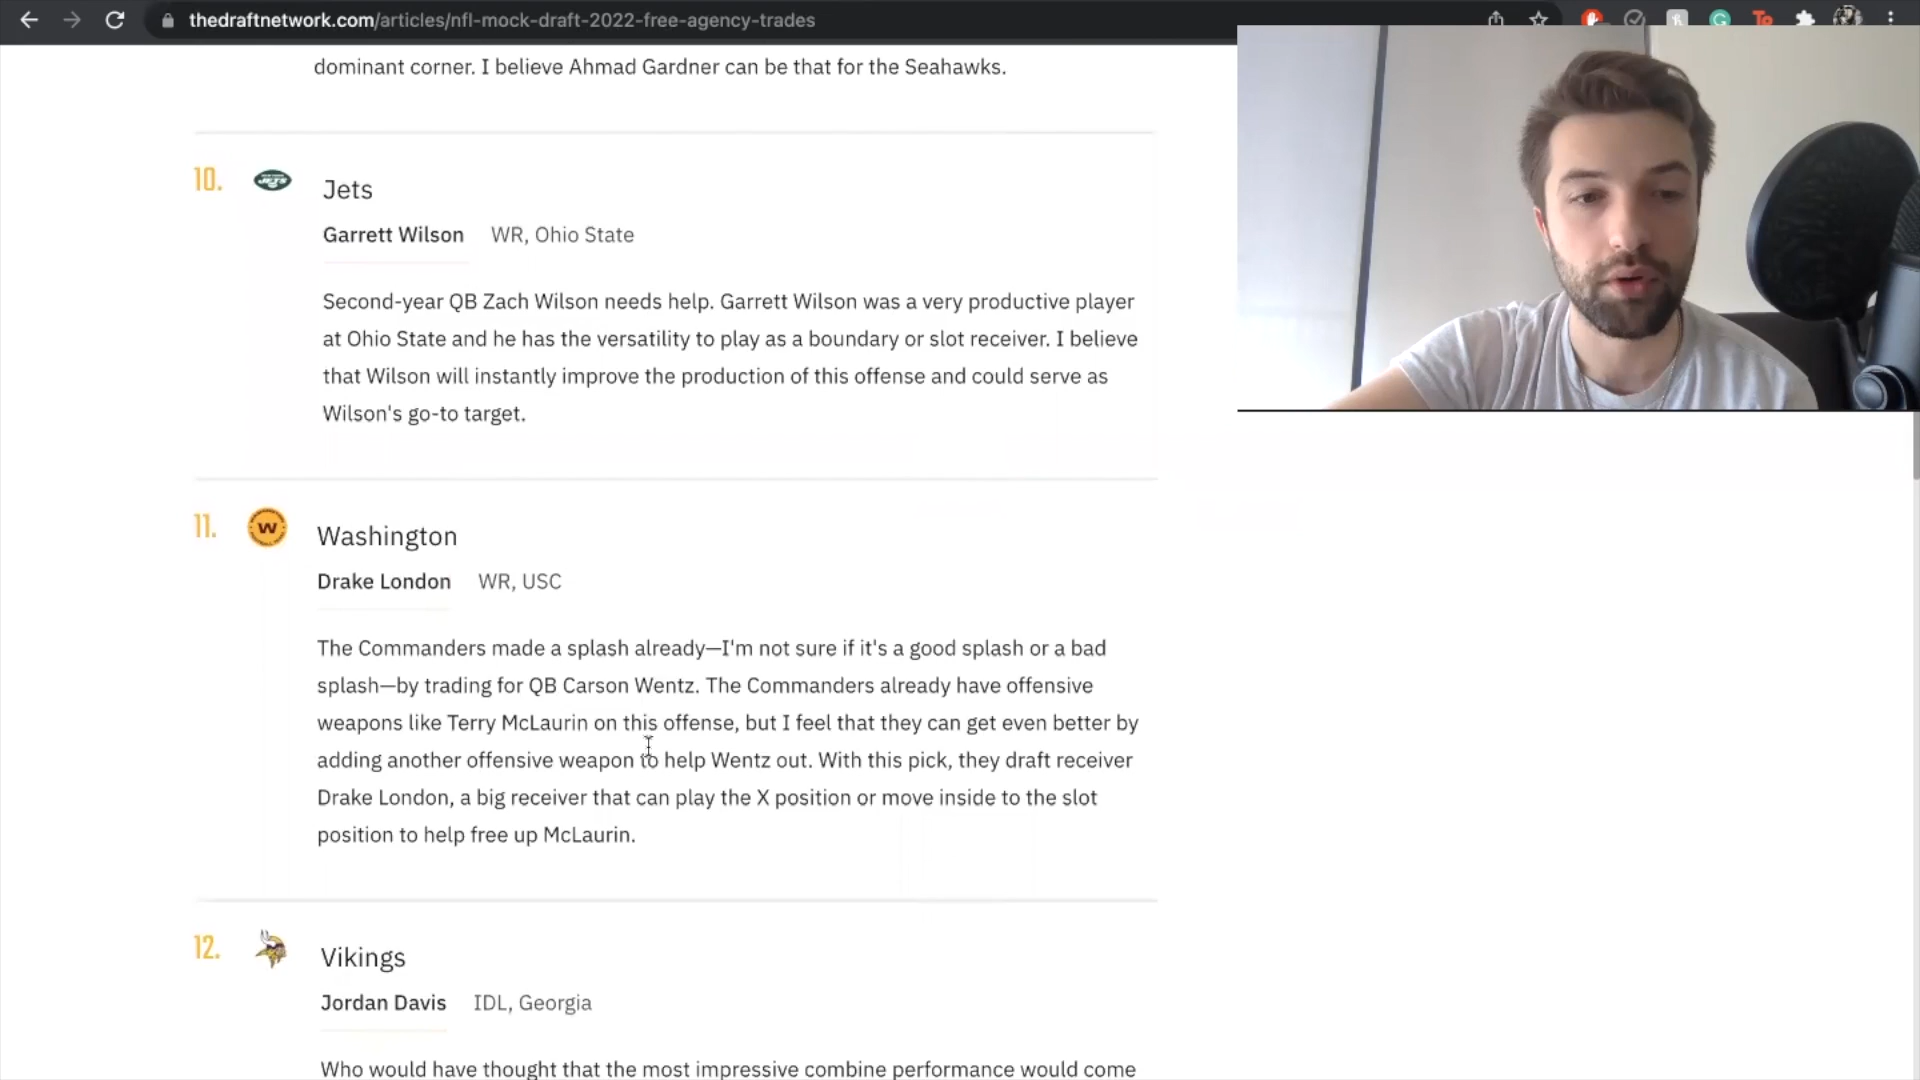 thedraftnetwork.com/articles/nfl-mock-draft-2022-free-agency-trades
dominant corner. I believe Ahmad Gardner can be that for the Seahawks.
10.
JETS
Jets
Garrett Wilson WR, Ohio State
Second-year QB Zach Wilson needs help. Garrett Wilson was a very productive player
at Ohio State and he has the versatility to play as a boundary or slot receiver. I believe
that Wilson will instantly improve the production of this offense and could serve as
Wilson's go-to target.
11.
W
Washington
Drake London WR, USC
The Commanders made a splash already—I'm not sure if it's a good splash or a bad
splash—by trading for QB Carson Wentz. The Commanders already have offensive
weapons like Terry McLaurin on this offense, but I feel that they can get even better by
adding another offensive weapon to help Wentz out. With this pick, they draft receiver
Drake London, a big receiver that can play the X position or move inside to the slot
position to help free up McLaurin.
12.
Vikings
Jordan Davis IDL, Georgia
Who would have thought that the most impressive combine performance would come